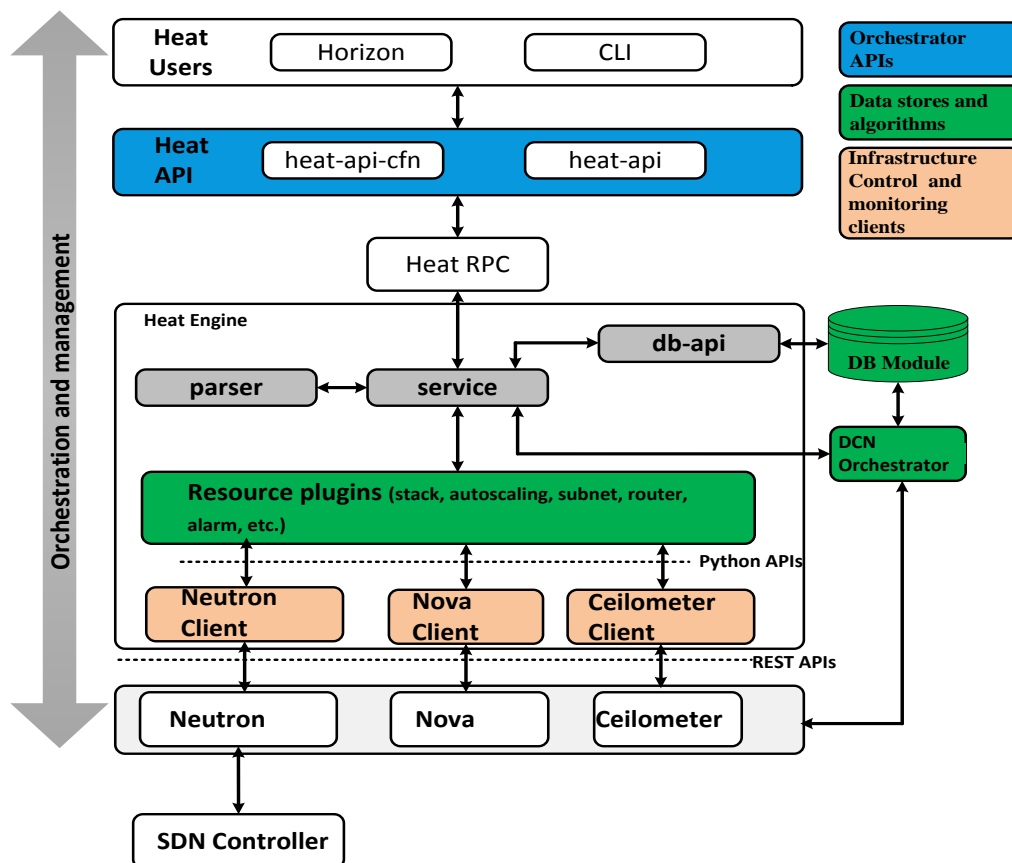 Heat
Users
Horizon
CLI
Orchestrator
APIs
Data stores and
algorithms
Infrastructure
Control and
monitoring
clients
Heat
API
heat-api-cfn
heat-api
Orchestration and management
Heat RPC
Heat Engine
db-api
DB Module
parser
service
DCN
Orchestrator
Resource plugins (stack, autoscaling, subnet, router,
alarm, etc.)
Python APIs
Neutron
Client
Nova
Client
Ceilometer
Client
REST APIs
Neutron
Nova
Ceilometer
SDN Controller